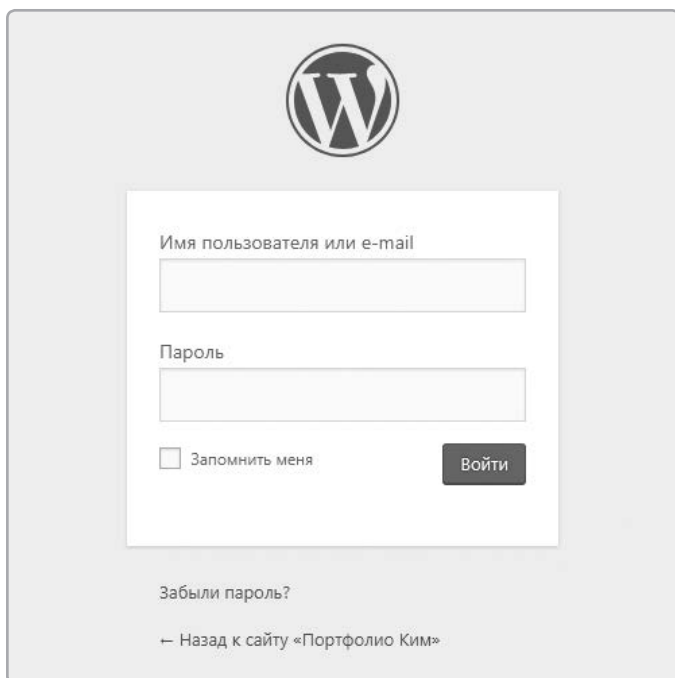 Имя пользователя или e-mail
Пароль
Запомнить меня
Войти
Забыли пароль?
← Назад к сайту «Портфолио Ким»